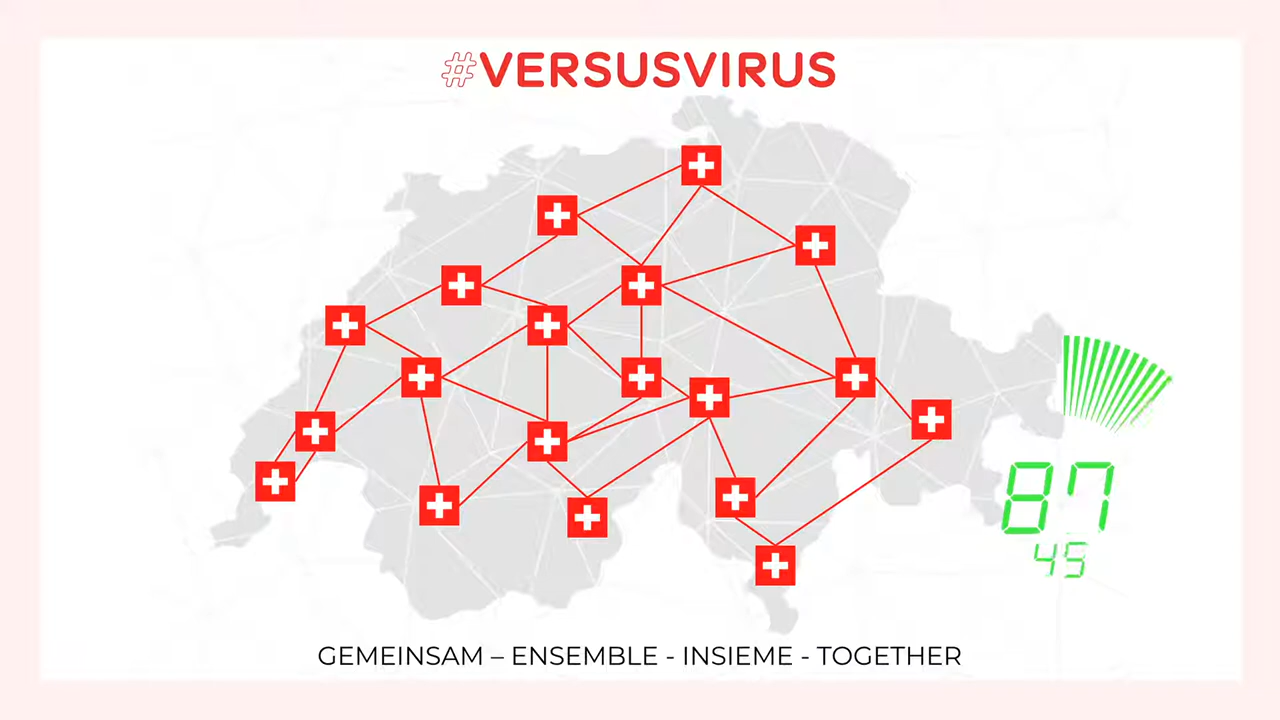 #VERSUSVIRUS
87
45
GEMEINSAM – ENSEMBLE - INSIEME - TOGETHER